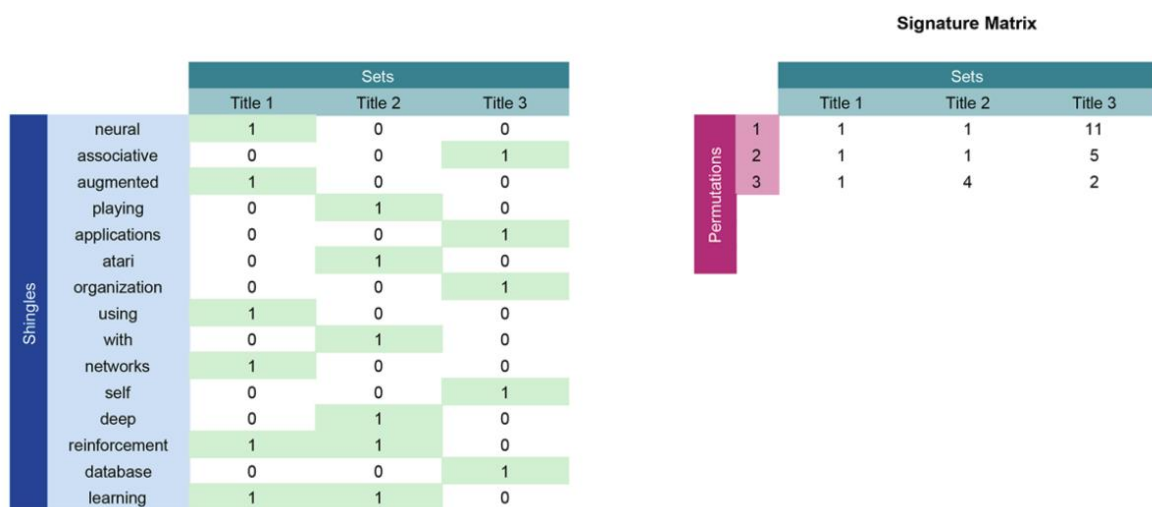 Signature Matrix
Sets
Sets
Title 1 Title 2 Title 3
Title 1 Title 2 Title 3
Shingles
neural 1 0 0
associative 0 0 1
augmented 1 0 0
playing 0 1 0
applications 0 0 1
atari 0 1 0
organization 0 0 1
using 1 0 0
with 0 1 0
networks 1 0 0
self 0 0 1
deep 0 1 0
reinforcement 1 1 0
database 0 0 1
learning 1 1 0
Permutations
1 1 1 11
2 1 1 5
3 1 4 2